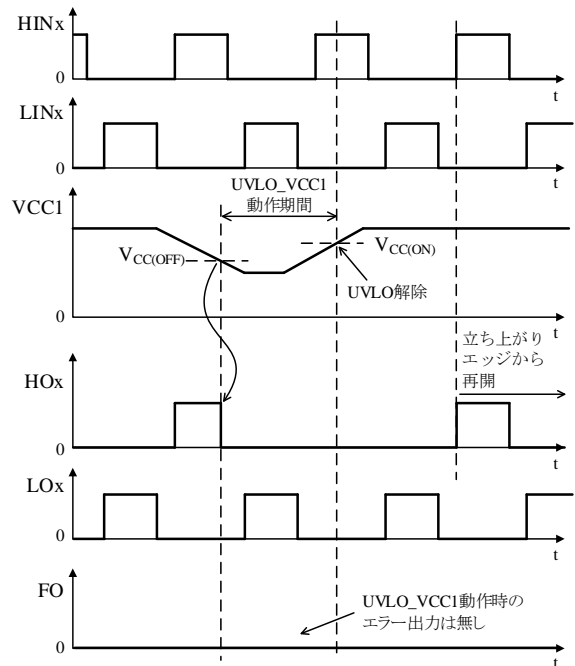 HINx
0
t
LINx
0
t
UVLO_VCC1
動作期間
VCC1
VCC(OFF)
VCC(ON)
UVLO解除
0
t
立ち上がり
エッジから
再開
HOx
0
t
LOx
0
t
FO
UVLO_VCC1動作時の
エラー出力は無し
0
t